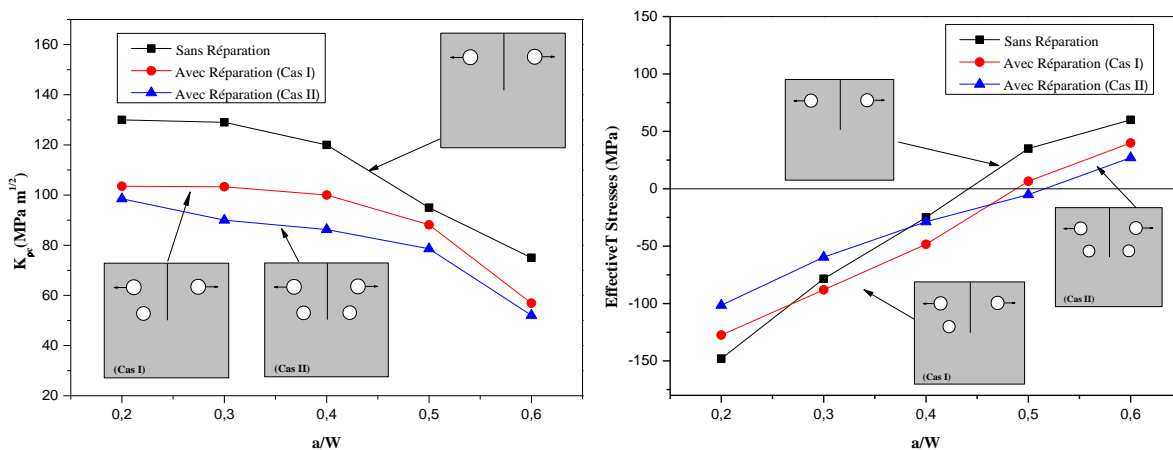 160
140
120
100
80
60
40
20
K ρc (MPa m 1/2)
Sans Réparation
Avec Réparation (Cas I)
Avec Réparation (Cas II)
(Cas I)
(Cas II)
0,2 0,3 0,4 0,5 0,6
a/W
150
100
50
0
-50
-100
-150
EffectiveT Stresses (MPa)
Sans Réparation
Avec Réparation (Cas I)
Avec Réparation (Cas II)
(Cas II)
(Cas I)
0,2 0,3 0,4 0,5 0,6
a/W